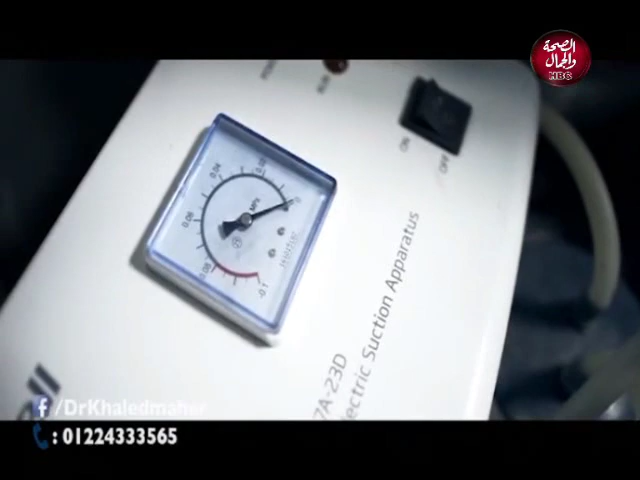 الصحة
والجمال
HBC
ON
OFF
0
0.02
0.04
0.06
0.08
-0.1
MPa
7A-23D
Electric Suction Apparatus
/DrKhaledmaher
: 01224333565